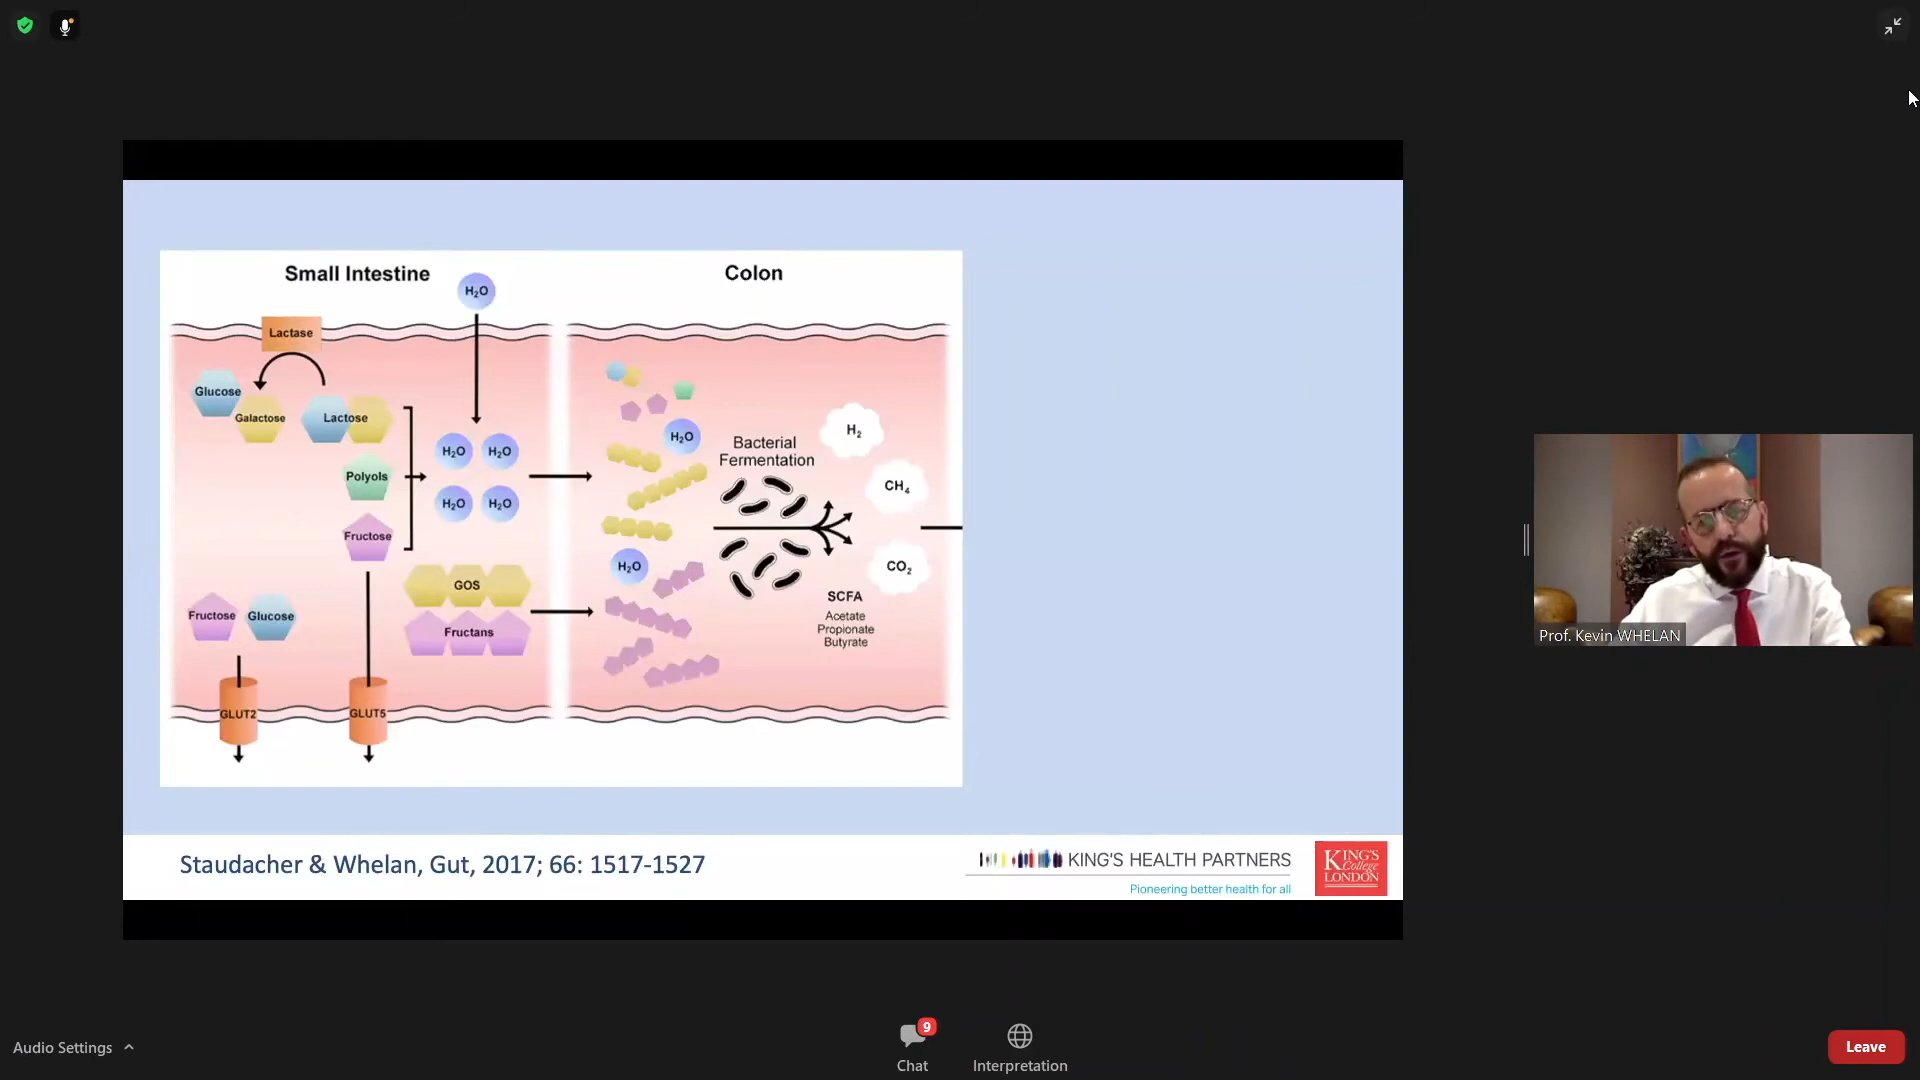 Small Intestine
Colon
H₂O
Lactase
Glucose
Galactose
Lactose
Polyols
Fructose
H₂O H₂O
H₂O H₂O
GOS
Fructans
Fructose Glucose
GLUT2
GLUT5
H₂O
H₂O
Bacterial
Fermentation
H₂
CH₄
CO₂
SCFA
Acetate
Propionate
Butyrate
Staudacher & Whelan, Gut, 2017; 66: 1517-1527
KING'S HEALTH PARTNERS
Pioneering better health for all
KING'S
College
LONDON
Prof. Kevin WHELAN
Audio Settings
9
Chat
Interpretation
Leave